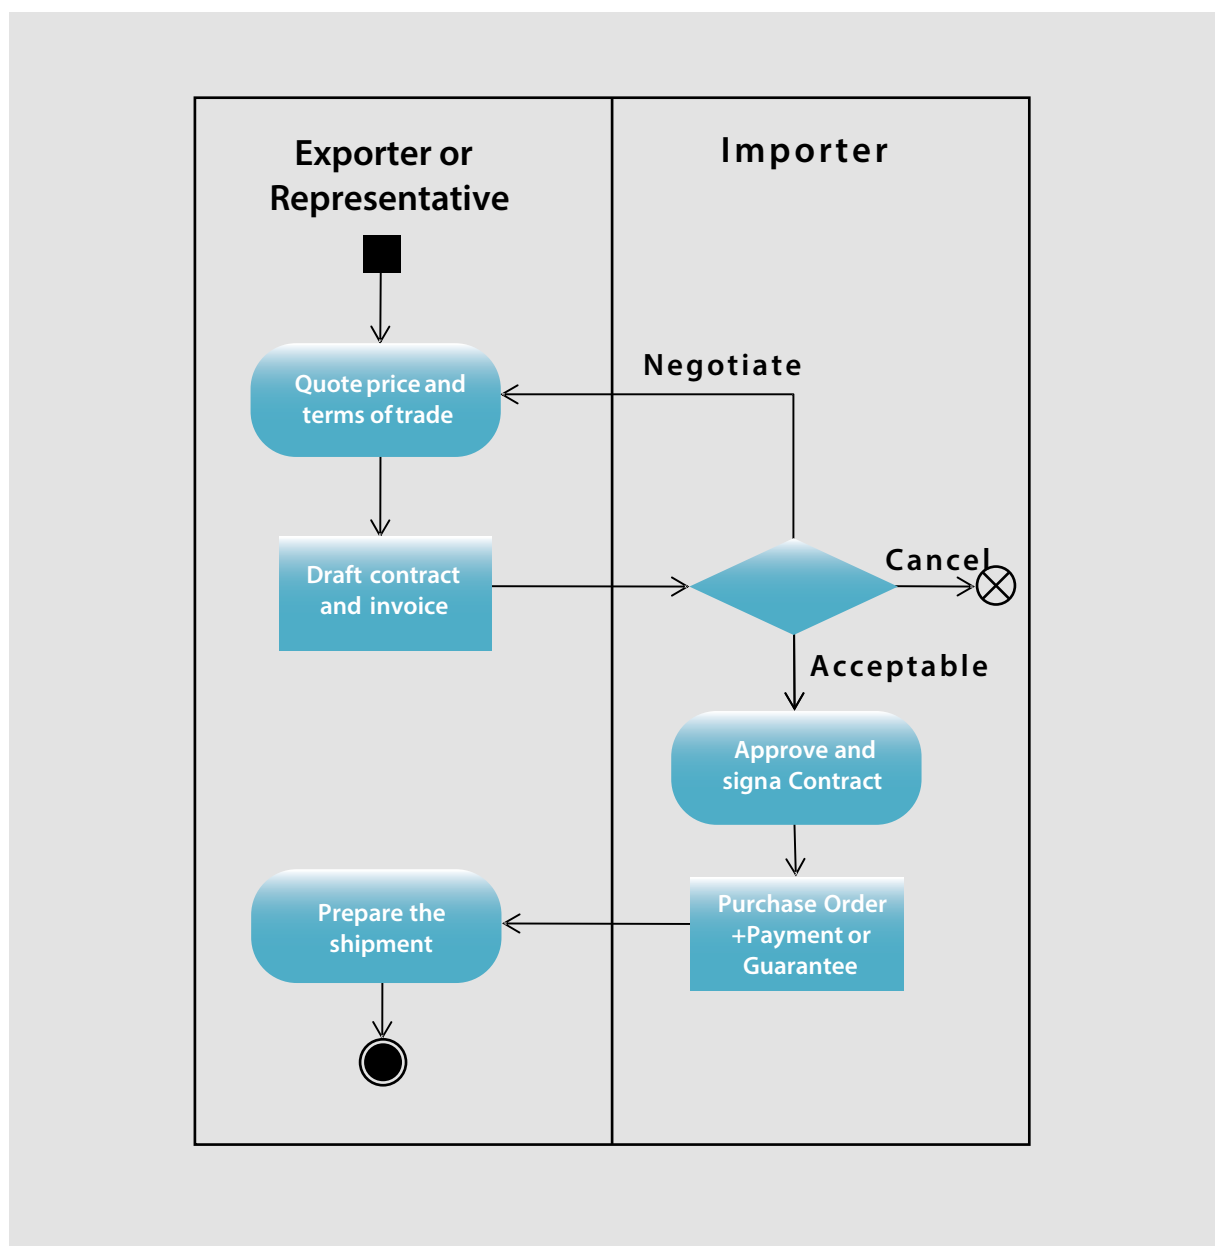 Exporter or
Representative
Importer
Negotiate
Quote price and
terms of trade
Cancel
Draft contract
and invoice
Acceptable
Approve and
signa Contract
Purchase Order
+Payment or
Guarantee
Prepare the
shipment